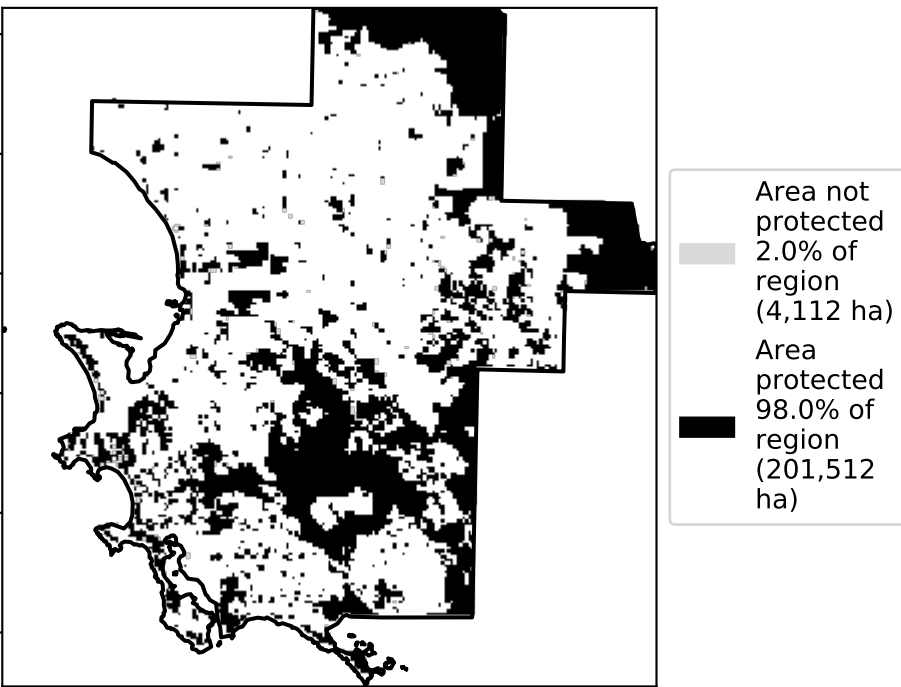 Area not
protected
2.0% of
region
(4,112 ha)
Area
protected
98.0% of
region
(201,512
ha)